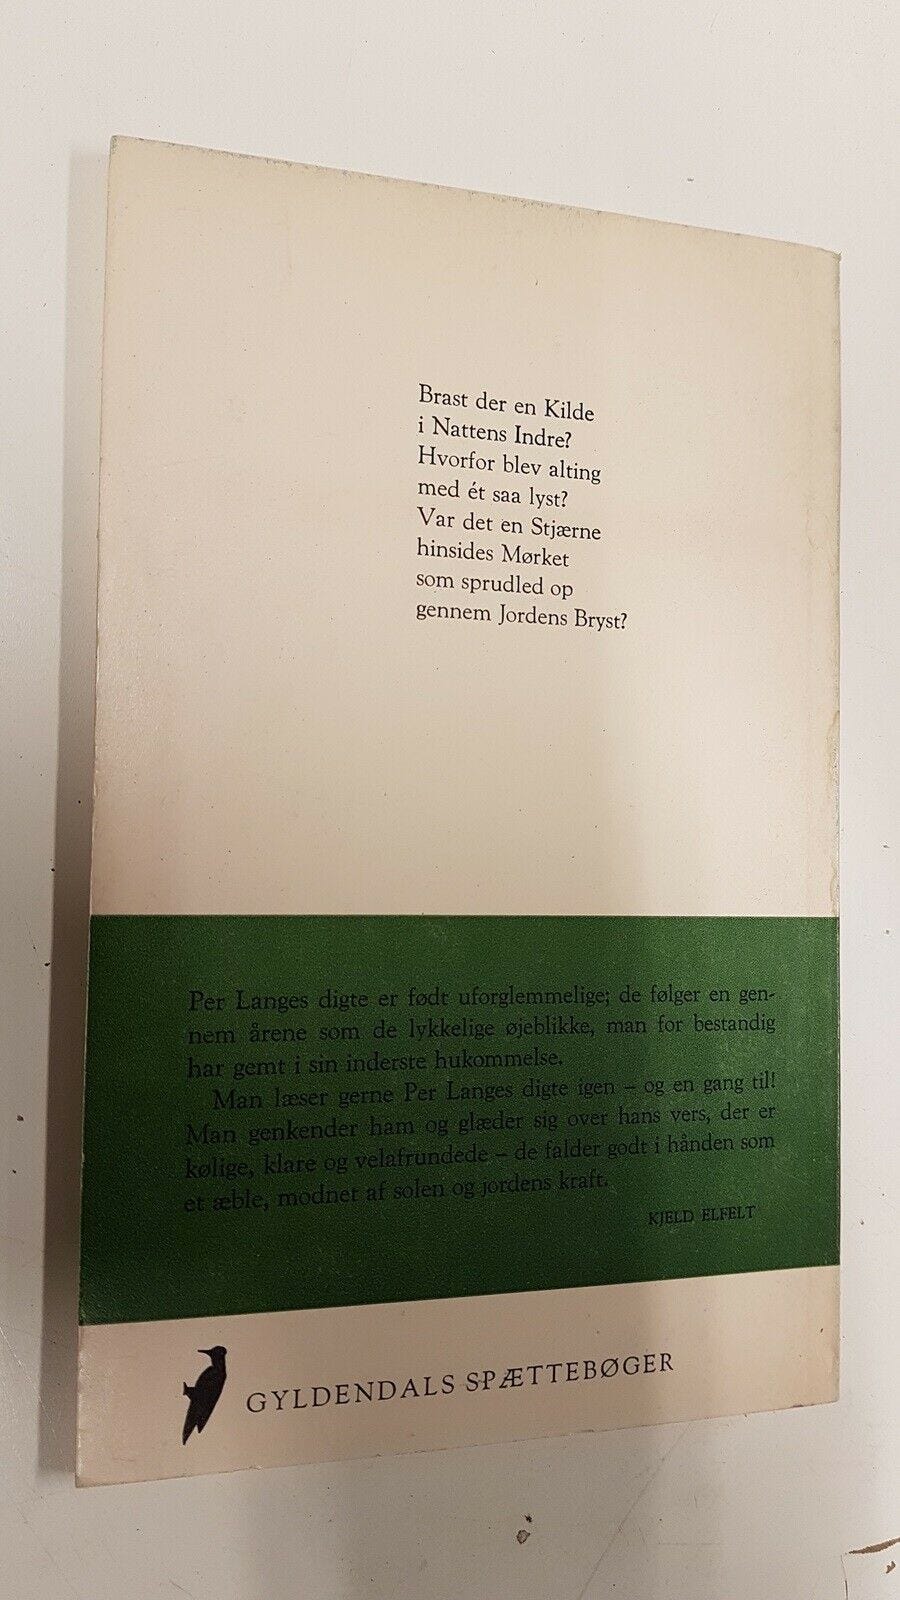 Brast der en Kilde
i Nattens Indre?
Hvorfor blev alting
med ét saa lyst?
Var det en Stjærne
hinsides Mørket
som sprudled op
gennem Jordens Bryst?
Per Langes digte er født uforglemmelige; de følger en gen-
nem årene som de lykkelige øjeblikke, man for bestandig
har gemt i sin inderste hukommelse.
Man læser gerne Per Langes digte igen – og en gang til!
Man genkender ham og glæder sig over hans vers, der er
kølige, klare og velafrundede – de falder godt i hånden som
et æble, modnet af solen og jordens kraft.
KJELD ELFELT
GYLDENDALS SPÆTTEBØGER